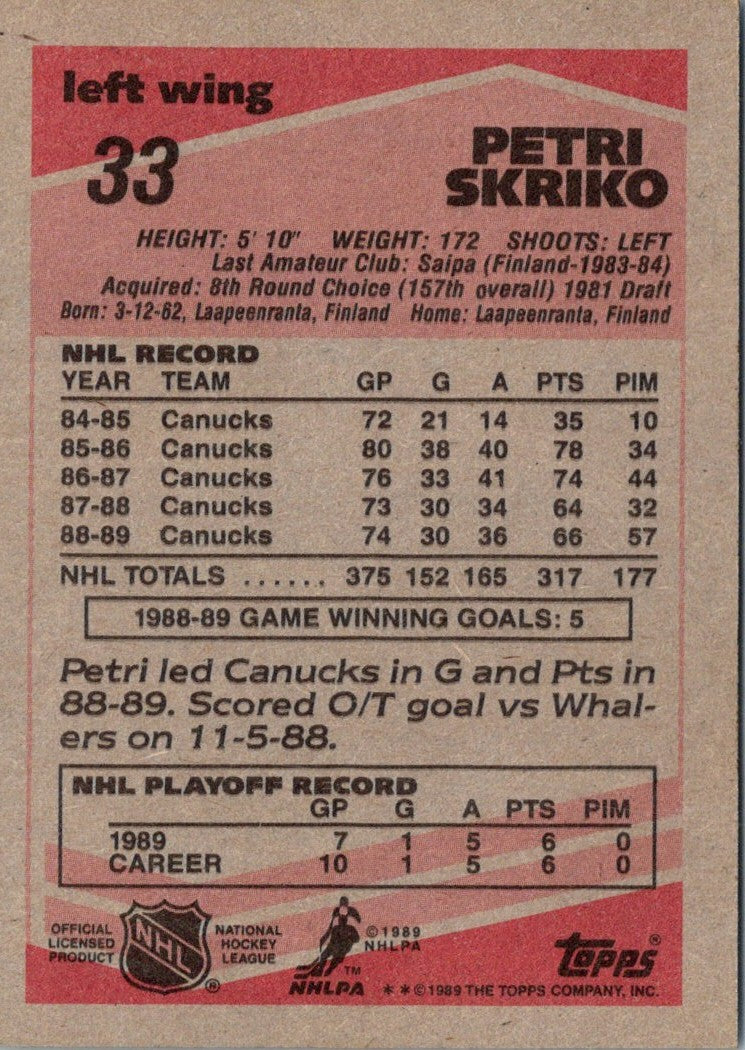 left wing
33
PETRI
SKRIKO
HEIGHT: 5' 10" WEIGHT: 172 SHOOTS: LEFT
Last Amateur Club: Saipa (Finland-1983-84)
Acquired: 8th Round Choice (157th overall) 1981 Draft
Born: 3-12-62, Laapeenranta, Finland Home: Laapeenranta, Finland
NHL RECORD
YEAR TEAM GP G A PTS PIM
84-85 Canucks 72 21 14 35 10
85-86 Canucks 80 38 40 78 34
86-87 Canucks 76 33 41 74 44
87-88 Canucks 73 30 34 64 32
88-89 Canucks 74 30 36 66 57
NHL TOTALS ...... 375 152 165 317 177
1988-89 GAME WINNING GOALS: 5
Petri led Canucks in G and Pts in
88-89. Scored O/T goal vs Whal-
ers on 11-5-88.
NHL PLAYOFF RECORD
GP G A PTS PIM
1989 7 1 5 6 0
CAREER 10 1 5 6 0
OFFICIAL
LICENSED
PRODUCT
NHL
®
NATIONAL
HOCKEY
LEAGUE
TM
NHLPA
©1989
NHLPA
topps®
**©1989 THE TOPPS COMPANY, INC.